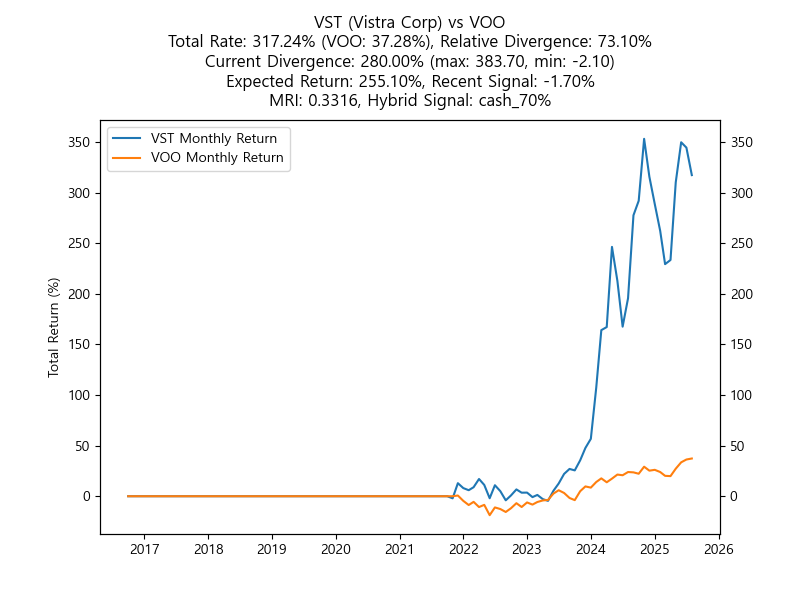 VST (Vistra Corp) vs VOO
Total Rate: 317.24% (VOO: 37.28%), Relative Divergence: 73.10%
Current Divergence: 280.00% (max: 383.70, min: -2.10)
Expected Return: 255.10%, Recent Signal: -1.70%
MRI: 0.3316, Hybrid Signal: cash_70%
VST Monthly Return
VOO Monthly Return
Total Return (%)
350
300
250
200
150
100
50
0
350
300
250
200
150
100
50
0
2017 2018 2019 2020 2021 2022 2023 2024 2025 2026